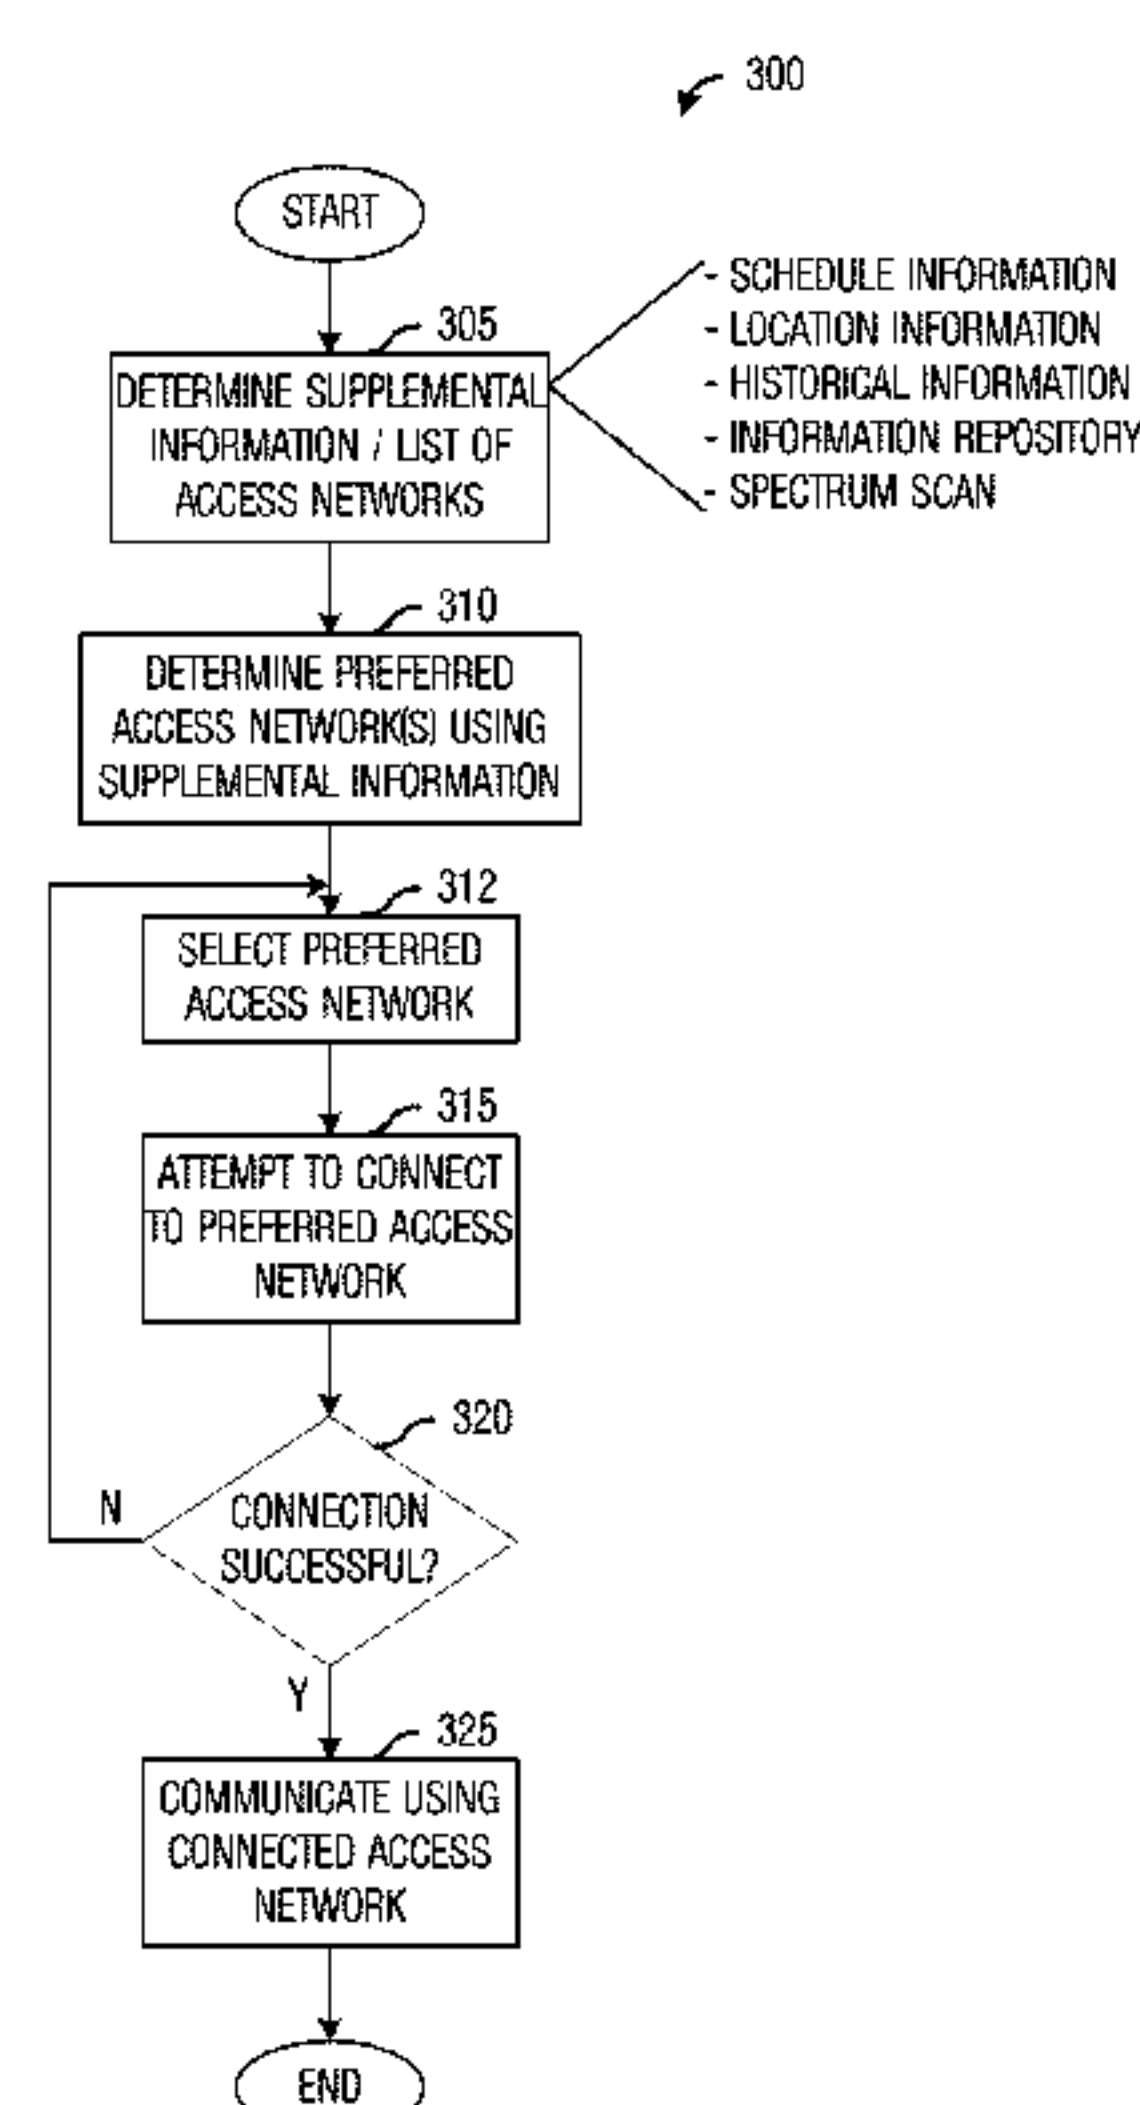 300
START
305
- SCHEDULE INFORMATION
- LOCATION INFORMATION
- HISTORICAL INFORMATION
- INFORMATION REPOSITORY
- SPECTRUM SCAN
DETERMINE SUPPLEMENTAL
INFORMATION / LIST OF
ACCESS NETWORKS
310
DETERMINE PREFERRED
ACCESS NETWORK(S) USING
SUPPLEMENTAL INFORMATION
312
SELECT PREFERRED
ACCESS NETWORK
315
ATTEMPT TO CONNECT
TO PREFERRED ACCESS
NETWORK
320
CONNECTION
SUCCESSFUL?
N
Y
325
COMMUNICATE USING
CONNECTED ACCESS
NETWORK
END